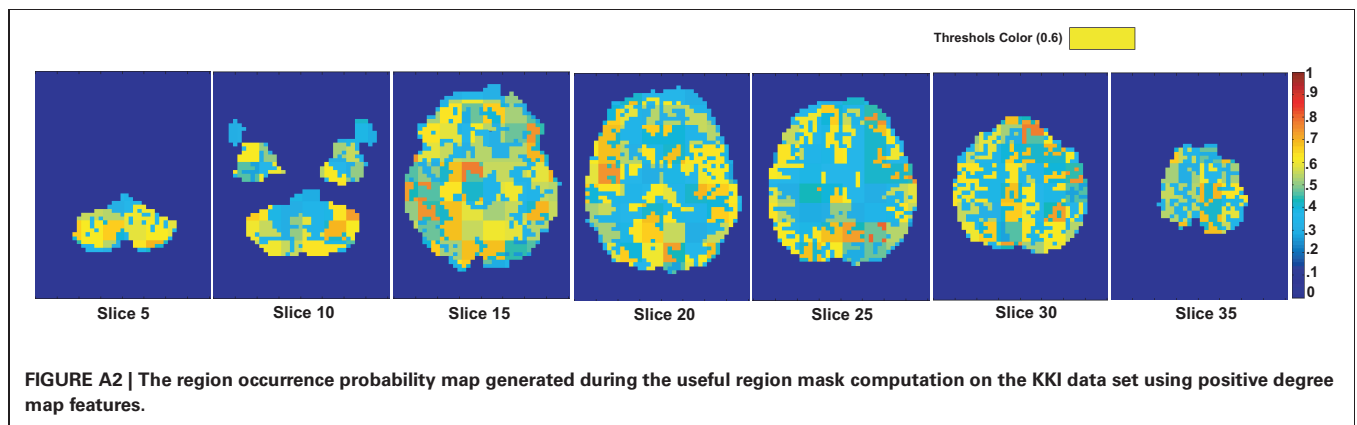 Threshols Color (0.6)
1
.9
.8
.7
.6
.5
.4
.3
.2
.1
0
Slice 5
Slice 10
Slice 15
Slice 20
Slice 25
Slice 30
Slice 35
FIGURE A2 | The region occurrence probability map generated during the useful region mask computation on the KKI data set using positive degree
map features.